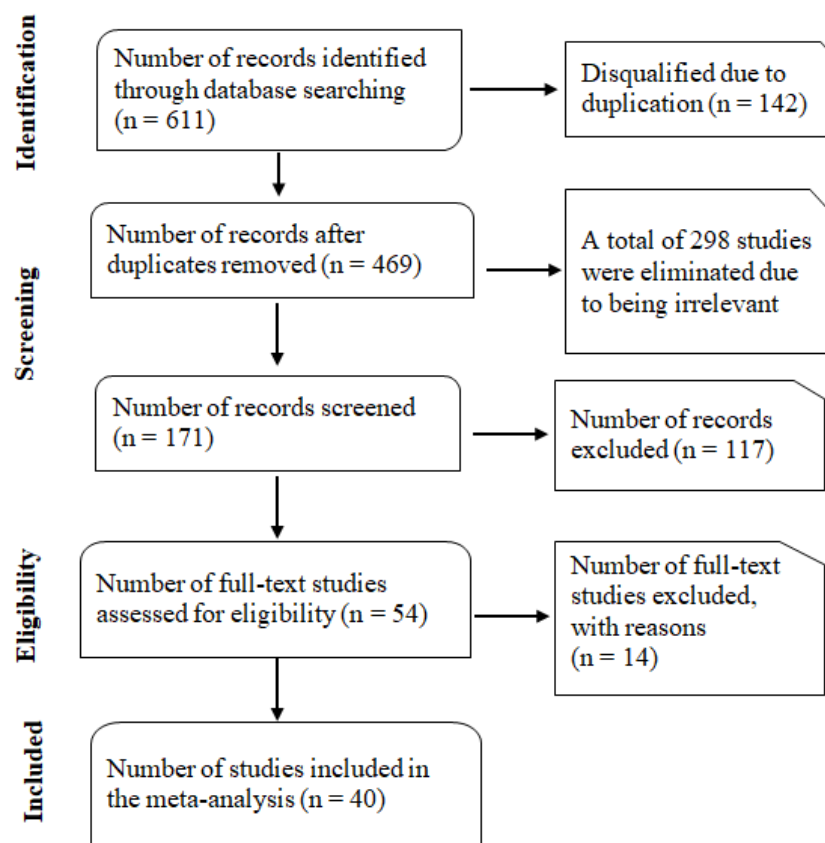 Identification
Number of records identified
through database searching
(n = 611)
Disqualified due to
duplication (n = 142)
Screening
Number of records after
duplicates removed (n = 469)
A total of 298 studies
were eliminated due
to being irrelevant
Number of records screened
(n = 171)
Number of records
excluded (n = 117)
Eligibility
Number of full-text studies
assessed for eligibility (n = 54)
Number of full-text
studies excluded,
with reasons
(n = 14)
Included
Number of studies included in
the meta-analysis (n = 40)